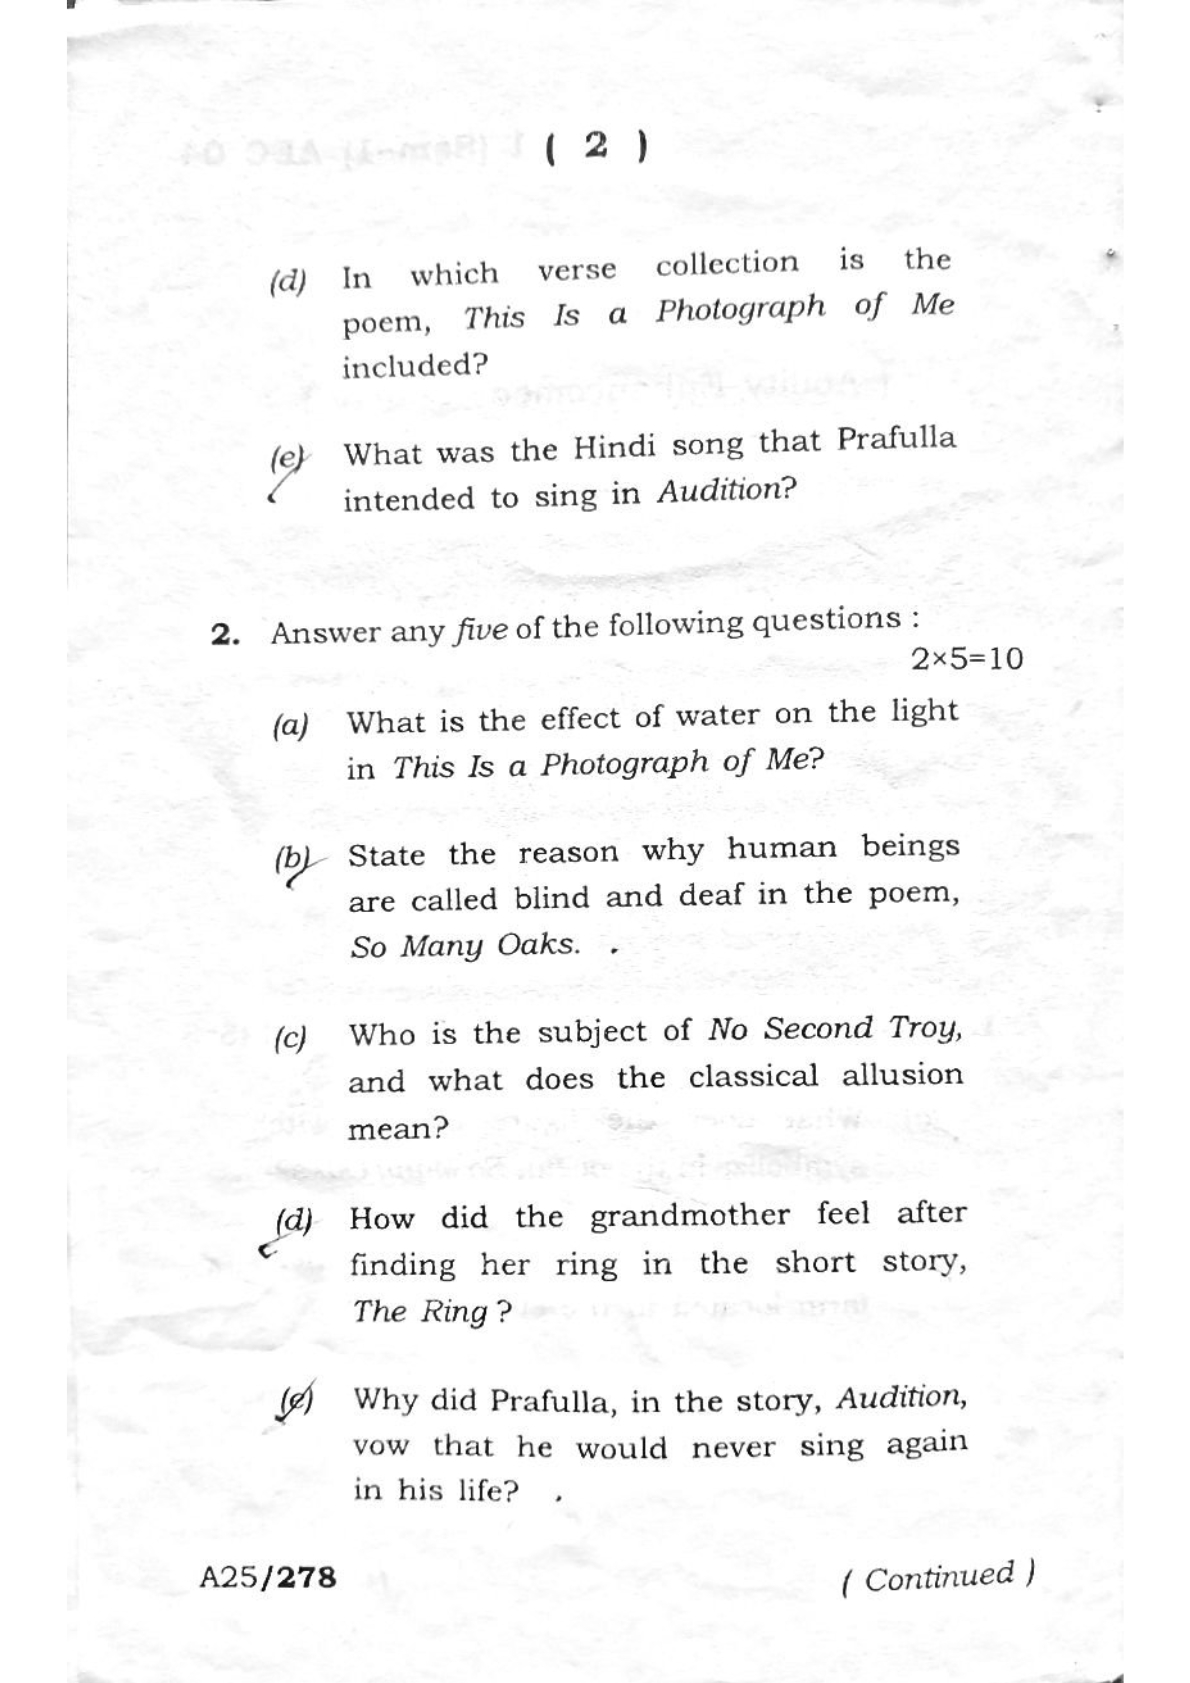 ( 2 )
(d) In which verse collection is the
poem, This Is a Photograph of Me
included?
(e) What was the Hindi song that Prafulla
intended to sing in Audition?
2. Answer any five of the following questions :
2×5=10
(a) What is the effect of water on the light
in This Is a Photograph of Me?
(b) State the reason why human beings
are called blind and deaf in the poem,
So Many Oaks.
(c) Who is the subject of No Second Troy,
and what does the classical allusion
mean?
(d) How did the grandmother feel after
finding her ring in the short story,
The Ring ?
(e) Why did Prafulla, in the story, Audition,
vow that he would never sing again
in his life?
A25/278
( Continued )